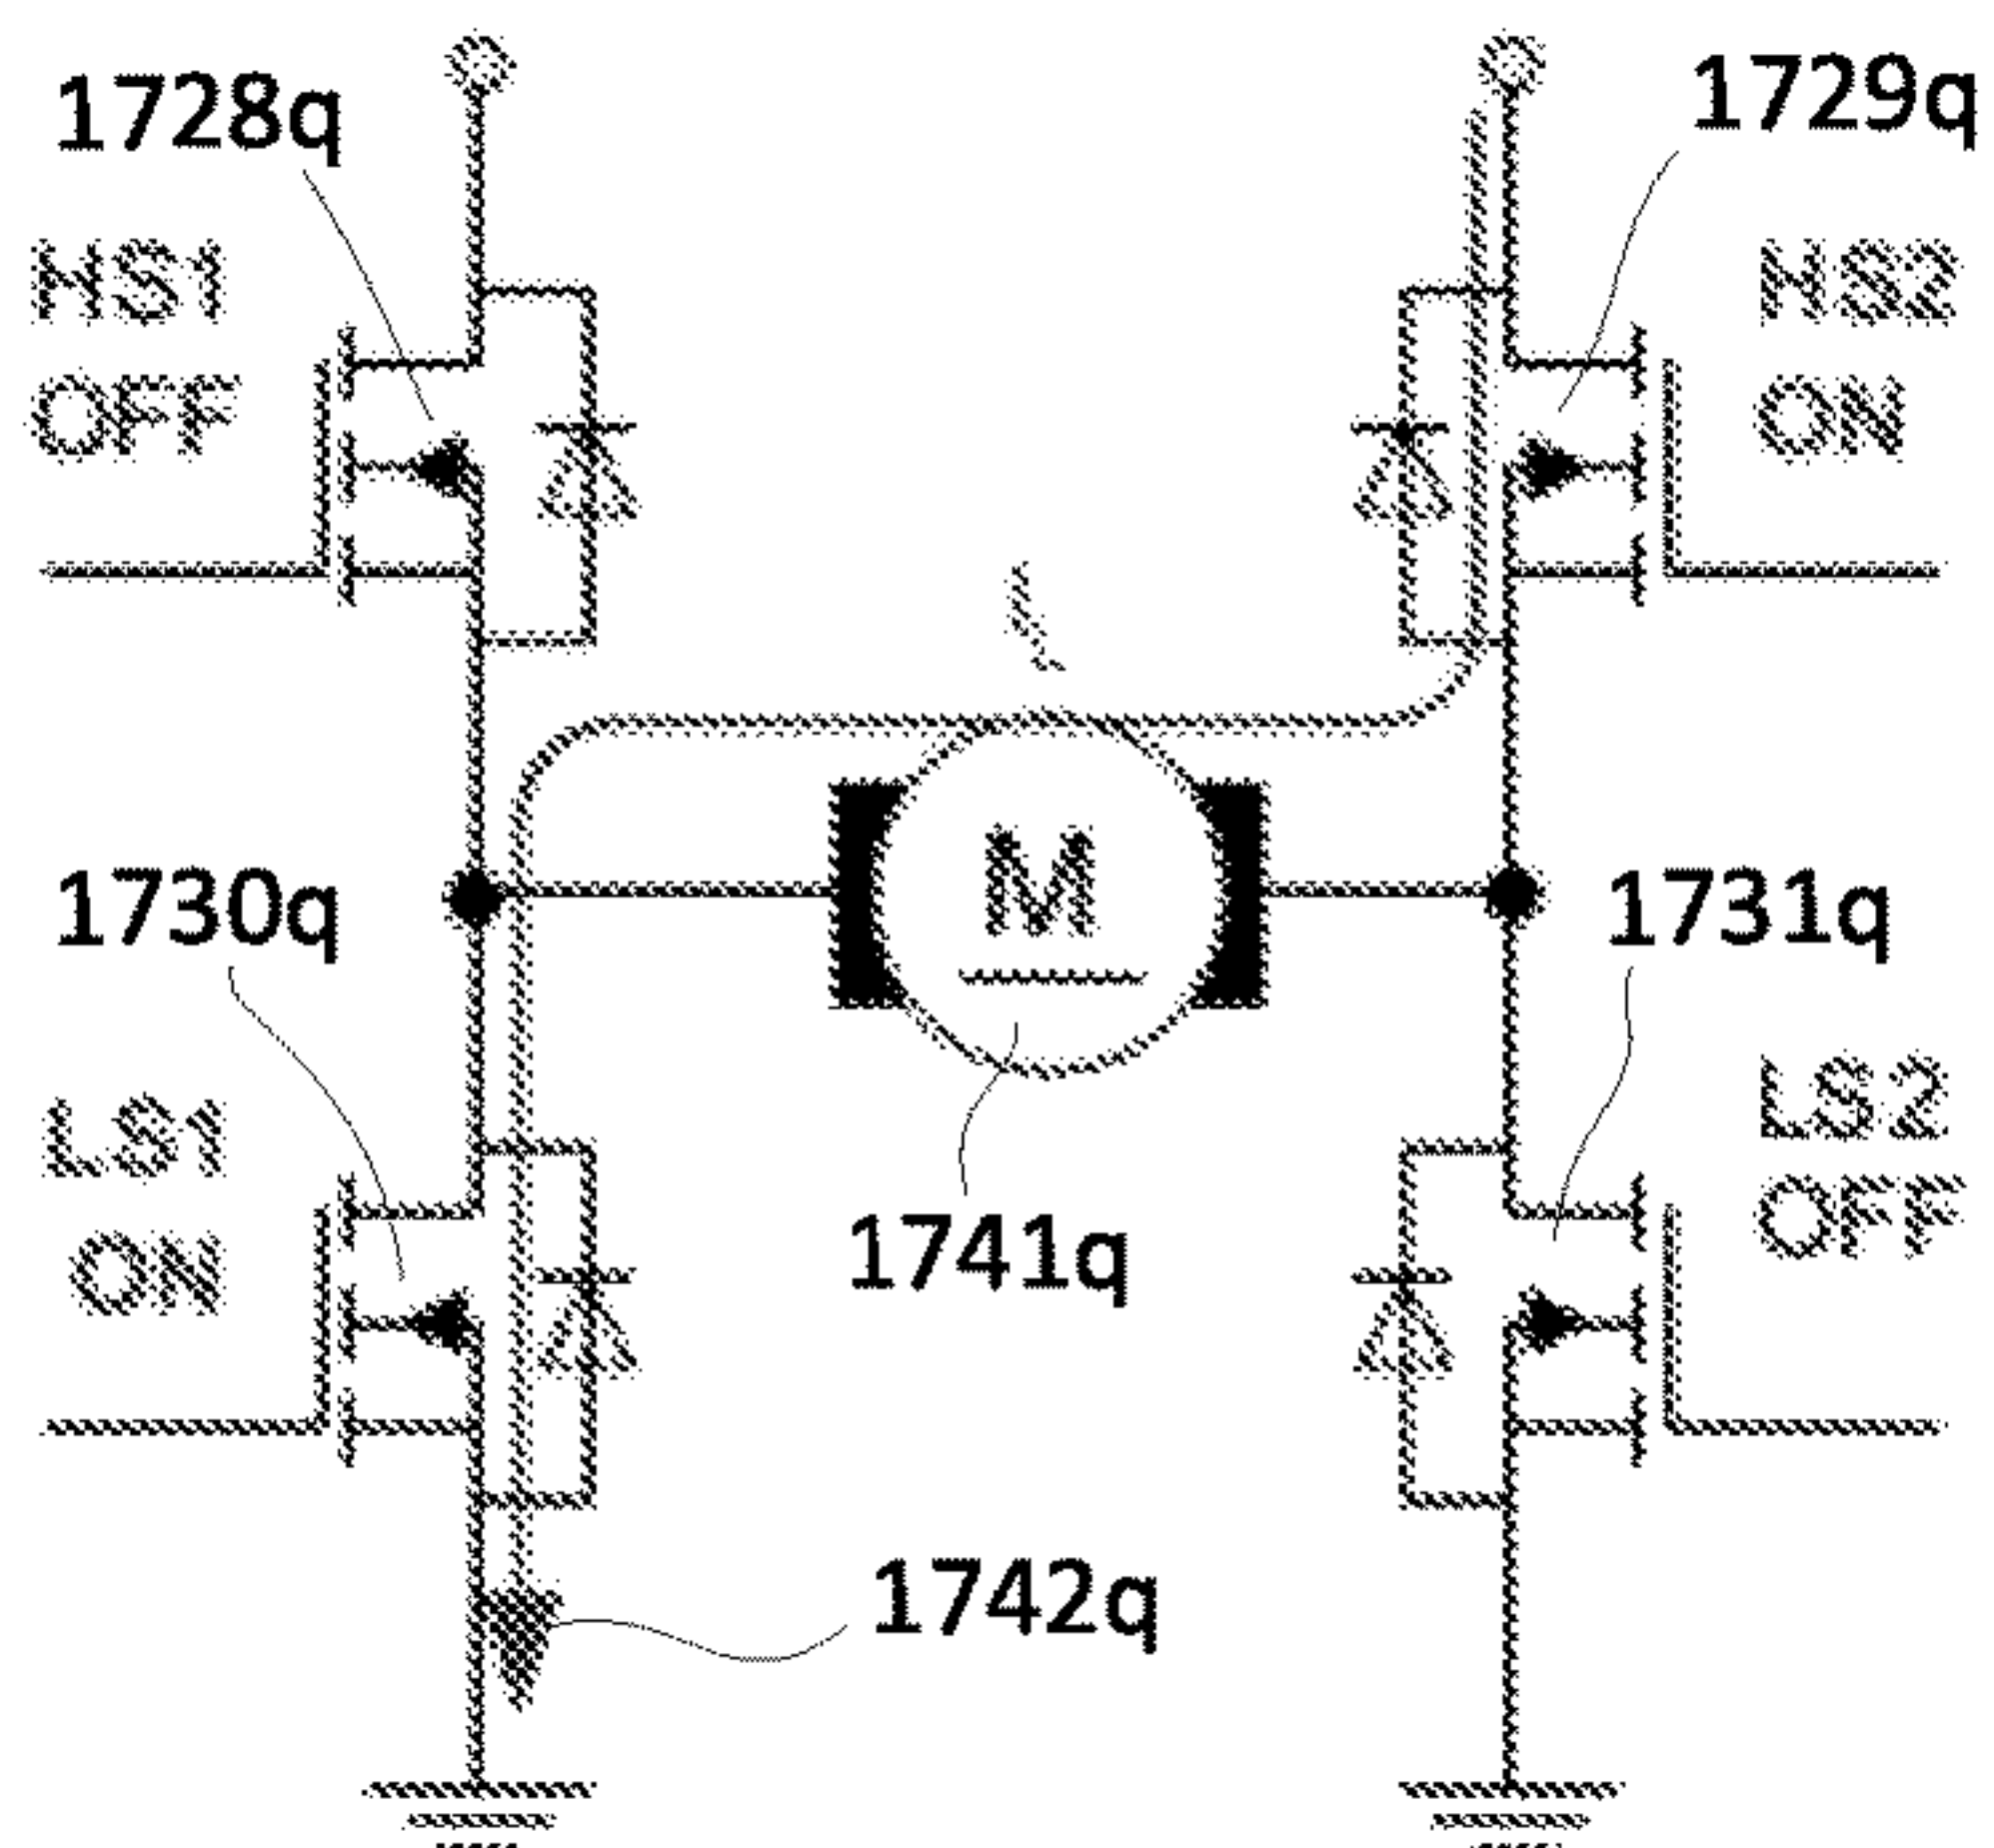 1728q
1729q
HS1
OFF
HS2
ON
M
1730q
1731q
LS1
ON
LS2
OFF
1741q
1742q